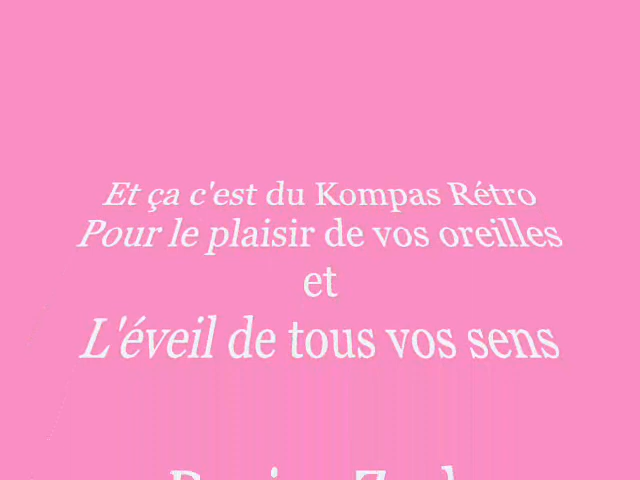 Et ça c'est du Kompas Rétro
Pour le plaisir de vos oreilles
et
L'éveil de tous vos sens